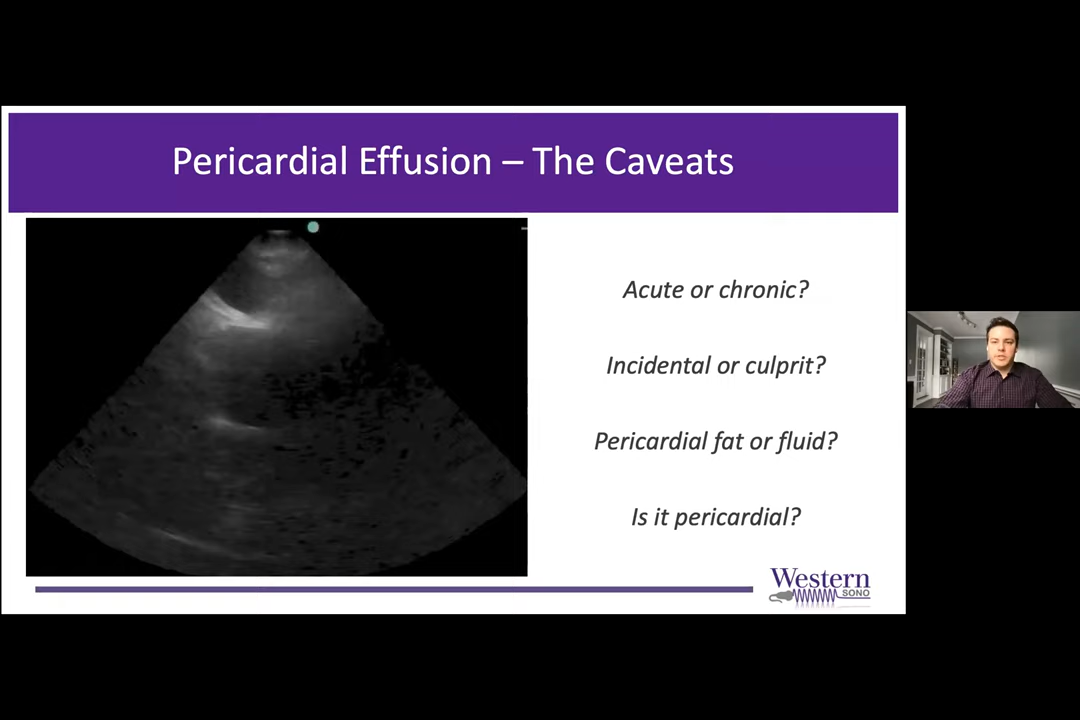 Pericardial Effusion – The Caveats
Acute or chronic?
Incidental or culprit?
Pericardial fat or fluid?
Is it pericardial?
Western
SONO